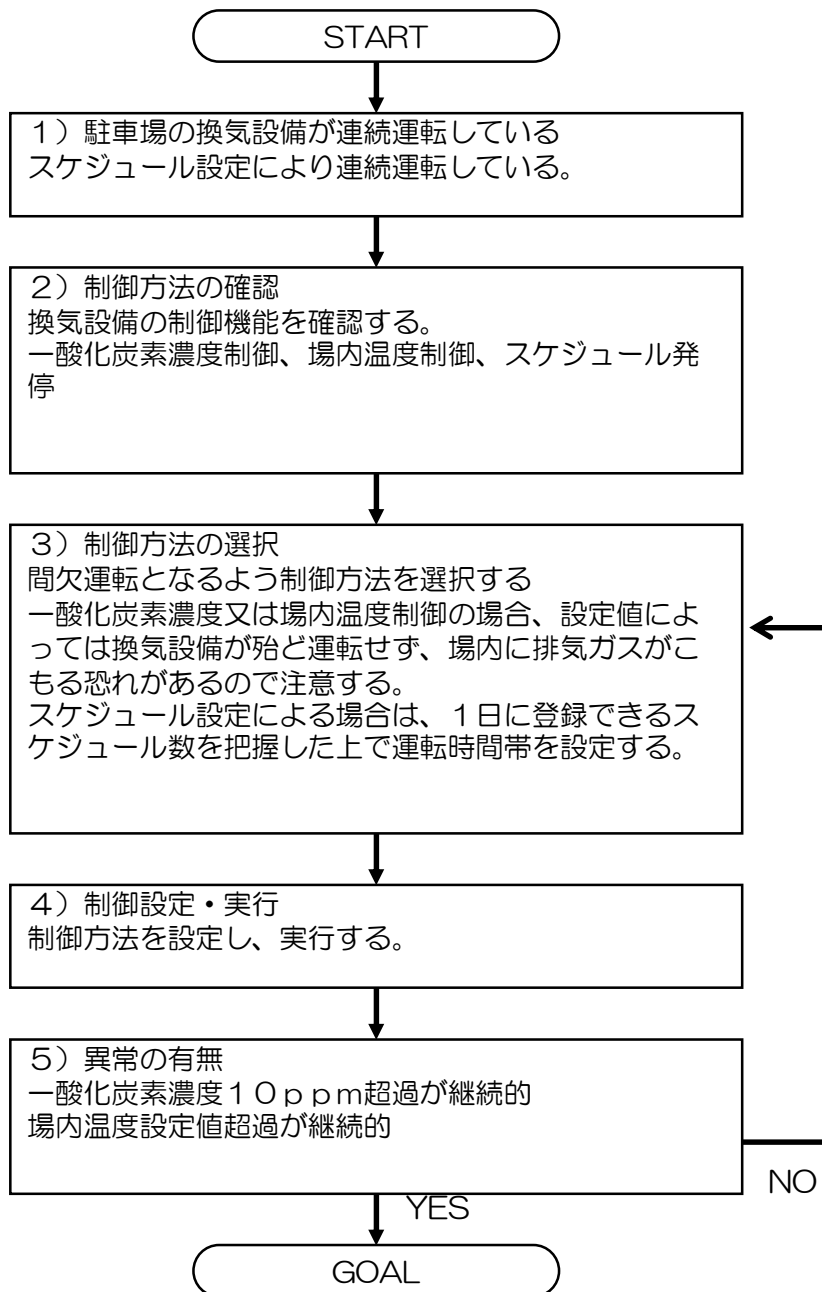 START
１）駐車場の換気設備が連続運転している
スケジュール設定により連続運転している。
２）制御方法の確認
換気設備の制御機能を確認する。
一酸化炭素濃度制御、場内温度制御、スケジュール発
停
３）制御方法の選択
間欠運転となるよう制御方法を選択する
一酸化炭素濃度又は場内温度制御の場合、設定値によ
っては換気設備が殆ど運転せず、場内に排気ガスがこ
もる恐れがあるので注意する。
スケジュール設定による場合は、１日に登録できるス
ケジュール数を把握した上で運転時間帯を設定する。
４）制御設定・実行
制御方法を設定し、実行する。
５）異常の有無
一酸化炭素濃度１０ｐｐｍ超過が継続的
場内温度設定値超過が継続的
NO
YES
GOAL